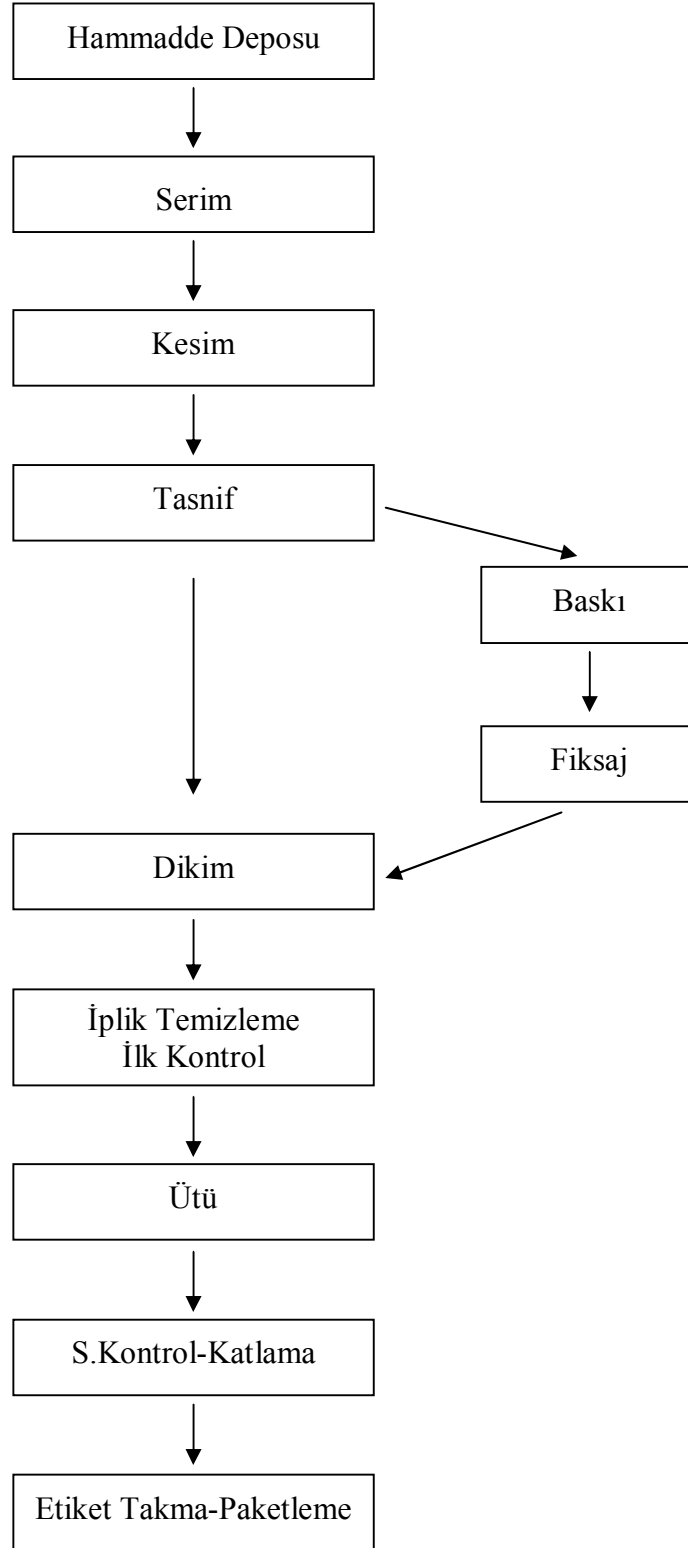 Hammadde Deposu
Serim
Kesim
Tasnif
Baskı
Fiksaj
Dikim
İplik Temizleme
İlk Kontrol
Ütü
S.Kontrol-Katlama
Etiket Takma-Paketleme